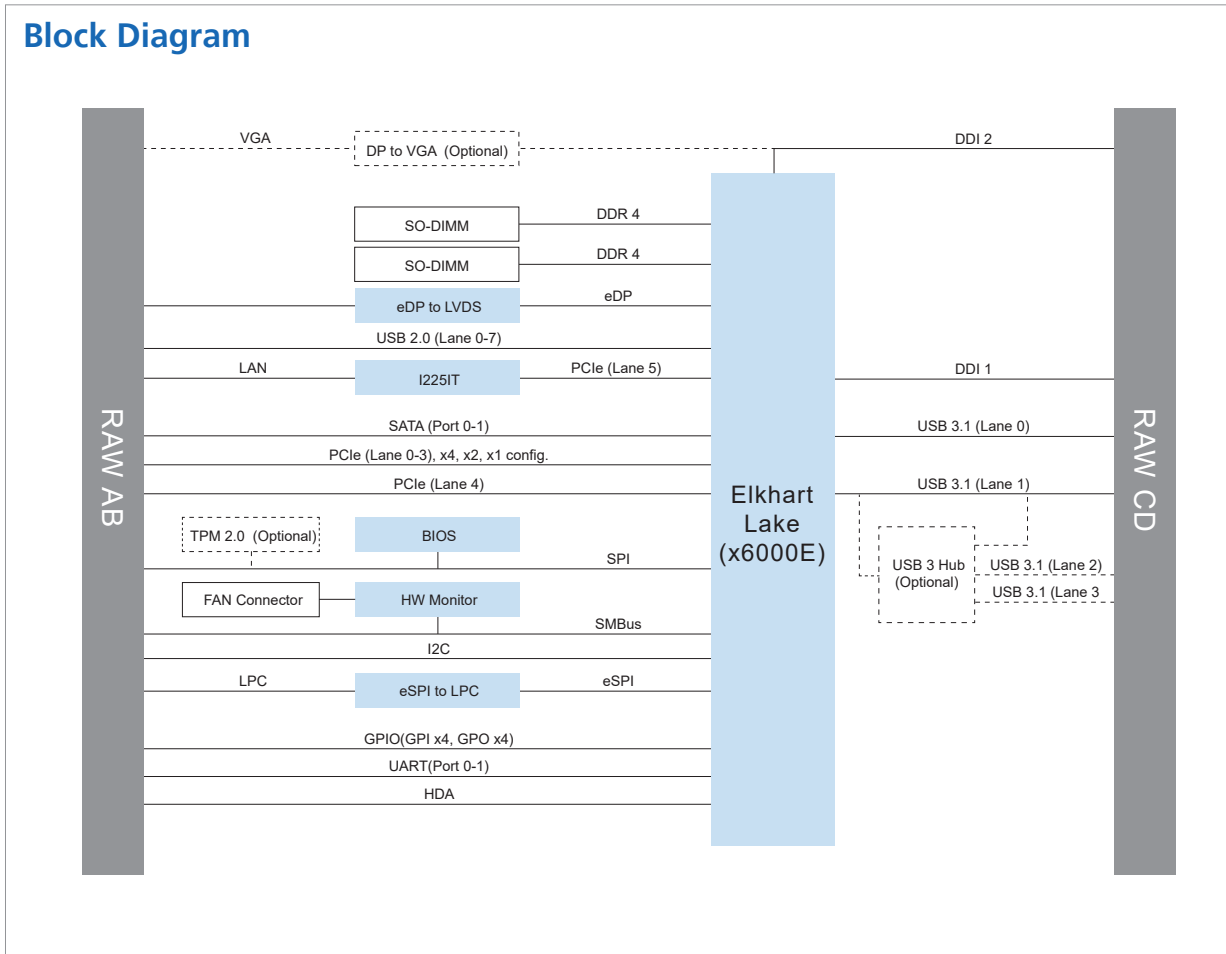 Block Diagram
VGA
DP to VGA (Optional)
DDI 2
SO-DIMM
DDR 4
SO-DIMM
DDR 4
eDP to LVDS
eDP
USB 2.0 (Lane 0-7)
LAN
I225IT
PCIe (Lane 5)
DDI 1
SATA (Port 0-1)
USB 3.1 (Lane 0)
PCIe (Lane 0-3), x4, x2, x1 config.
PCIe (Lane 4)
USB 3.1 (Lane 1)
RAW AB
Elkhart
Lake
(x6000E)
RAW CD
TPM 2.0 (Optional)
BIOS
SPI
USB 3 Hub
(Optional)
USB 3.1 (Lane 2)
USB 3.1 (Lane 3
FAN Connector
HW Monitor
SMBus
I2C
LPC
eSPI to LPC
eSPI
GPIO(GPI x4, GPO x4)
UART(Port 0-1)
HDA